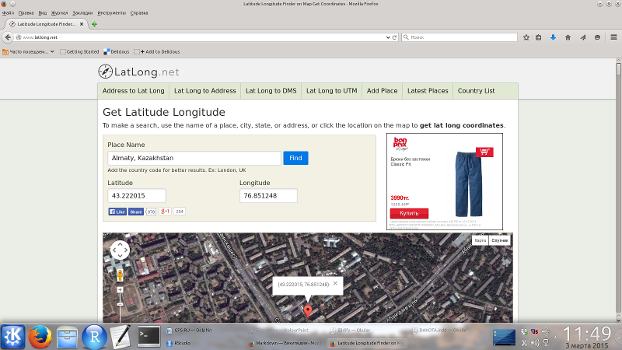 Latitude Longitude Finder on Map Get Coordinates - Mozilla Firefox
Файл Правка Вид Журнал Закладки Инструменты Справка
Latitude Longitude Find...
www.latlong.net
Поиск
Часто посещаем...
Getting Started
Delicious
Add to Delicious
LatLong.net
Address to Lat Long
Lat Long to Address
Lat Long to DMS
Lat Long to UTM
Add Place
Latest Places
Country List
Get Latitude Longitude
To make a search, use the name of a place, city, state, or address, or click the location on the map to get lat long coordinates.
Place Name
Almaty, Kazakhstan
Find
Add the country code for better results. Ex: London, UK
Latitude
Longitude
43.222015
76.851248
Like
Share
bon
prix
Брюки без застежки
Classic Fit
3990тг.
Купить
Карта
Спутник
(43.222015, 76.851248)
RStudio
11:49
3 марта 2015